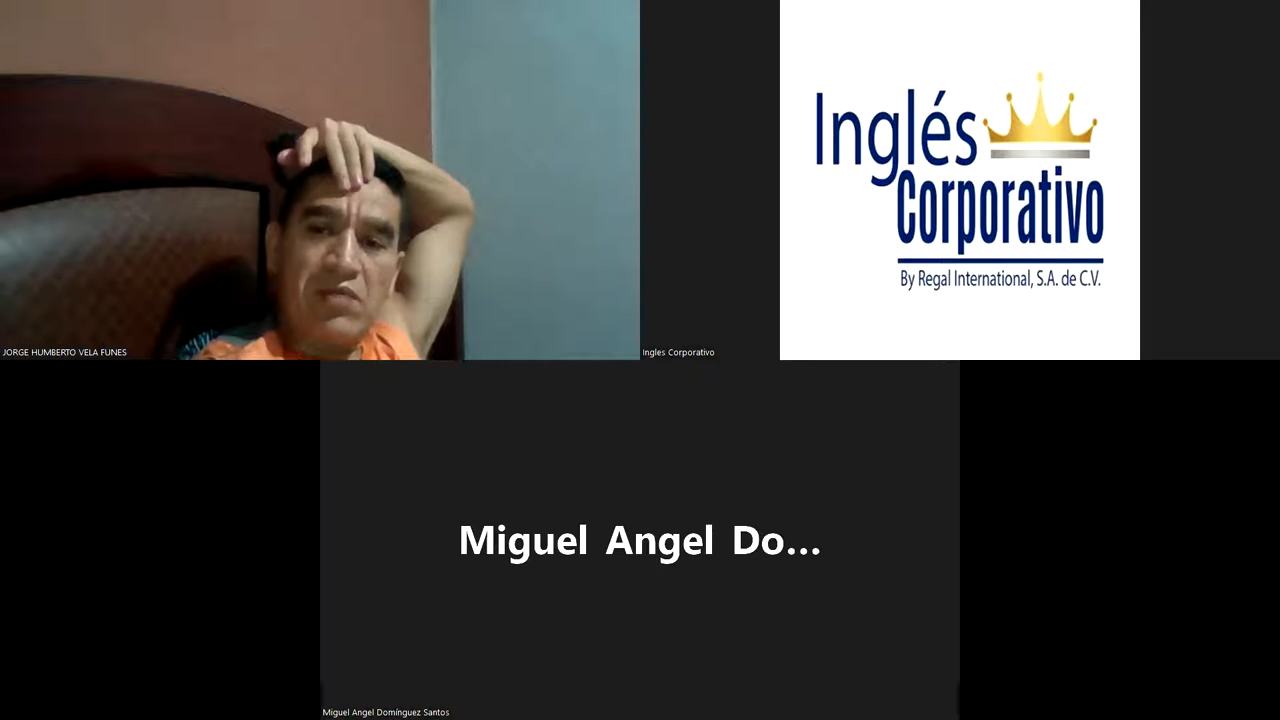 Inglés
Corporativo
By Regal International, S.A. de C.V.
JORGE HUMBERTO VELA FUNES
Ingles Corporativo
Miguel Angel Do...
Miguel Angel Domínguez Santos